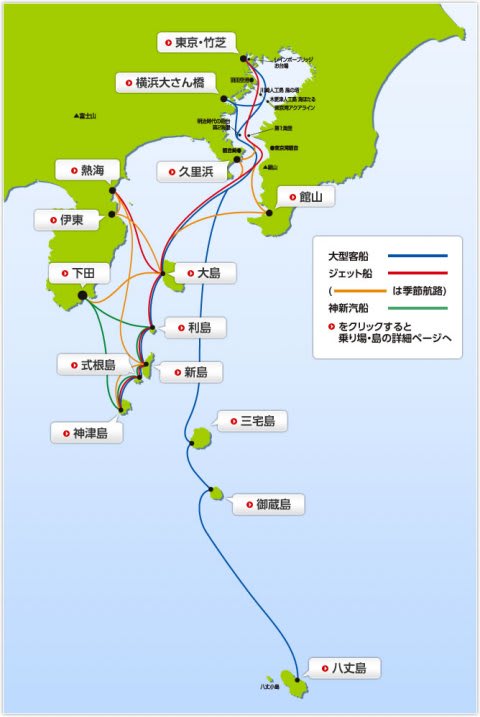 東京・竹芝
レインボーブリッジ
お台場
羽田空港
横浜大さん橋
川崎人工島 風の塔
木更津人工島 海ほたる
東京湾アクアライン
富士山
明治時代の砲台
第2海堡
第1海堡
観音崎
東京湾観音
久里浜
鋸山
熱海
館山
伊東
大型客船
下田
大島
ジェット船
( は季節航路)
神新汽船
利島
をクリックすると
乗り場・島の詳細ページへ
式根島
新島
神津島
三宅島
御蔵島
八丈島
八丈小島